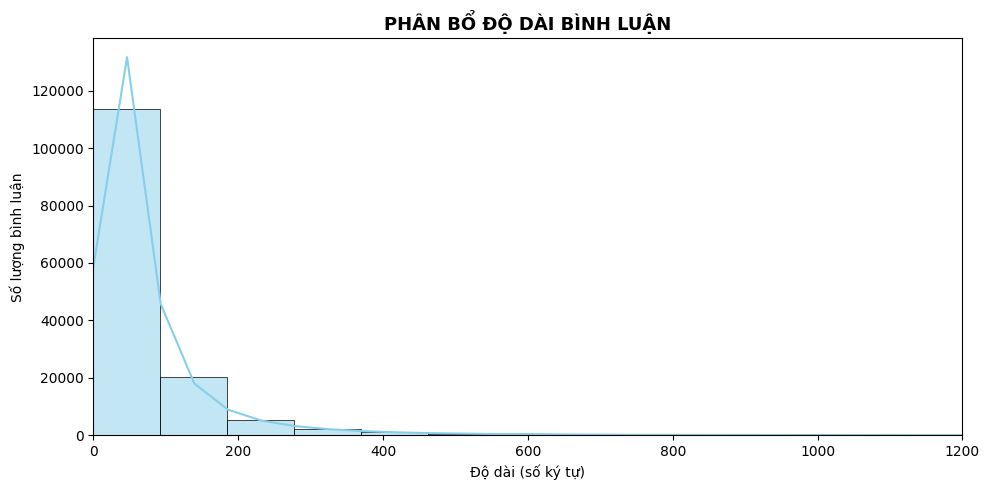 PHÂN BỔ ĐỘ DÀI BÌNH LUẬN
Số lượng bình luận
120000
100000
80000
60000
40000
20000
0
0 200 400 600 800 1000 1200
Độ dài (số ký tự)